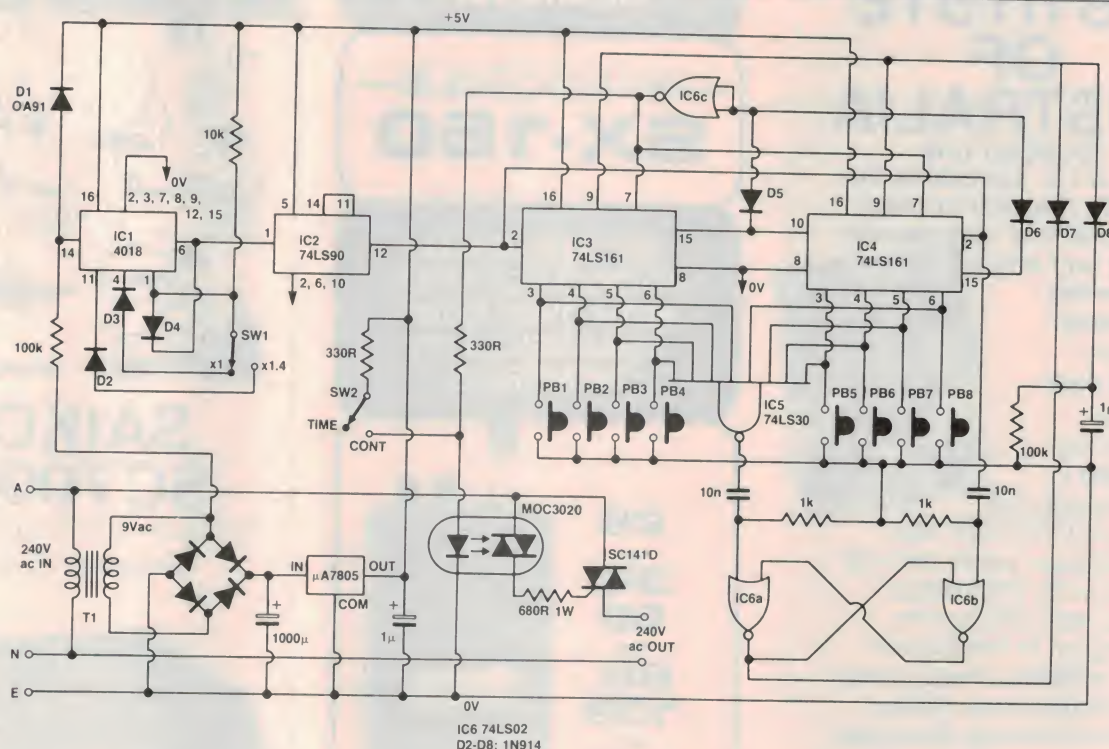 +5V
D1
O/A91
10k
16
0V
2, 3, 7, 8, 9,
12, 15
IC1
4018
14
6
11
4
1
D3
D4
D2
SW1
x1
x1.4
100k
5
14
11
1
IC2
74LS90
12
2, 6, 10
330R
SW2
TIME
CONT
330R
IC6c
16
9
7
2
IC3
74LS161
15
8
3
4
5
6
D5
0V
16
9
7
10
IC4
74LS161
2
8
15
3
4
5
6
D6
D7
D8
PB1
PB2
PB3
PB4
IC5
74LS30
PB5
PB6
PB7
PB8
100k
+
10n
1k
1k
10n
IC6a
IC6b
A
240V
ac IN
T1
9Vac
N
E
+
1000µ
IN
µA7805
OUT
COM
+
1µ
MOC3020
680R 1W
SC141D
240V
ac OUT
0V
IC6 74LS02
D2-D8: 1N914